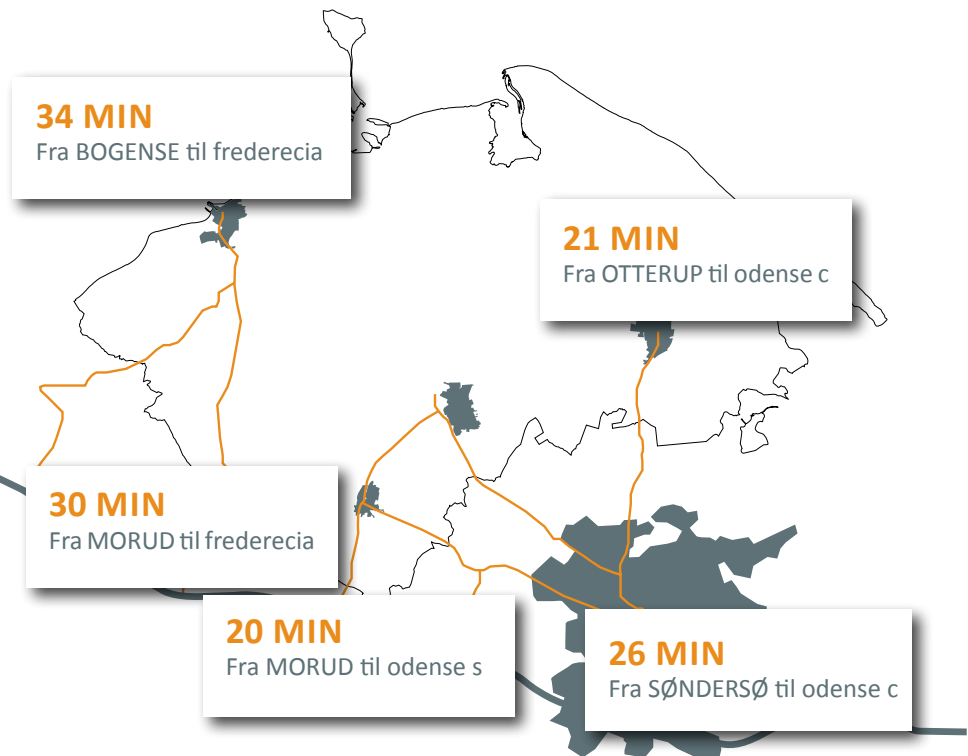 34 MIN
Fra BOGENSE til frederecia
21 MIN
Fra OTTERUP til odense c
30 MIN
Fra MORUD til frederecia
20 MIN
Fra MORUD til odense s
26 MIN
Fra SØNDERSØ til odense c